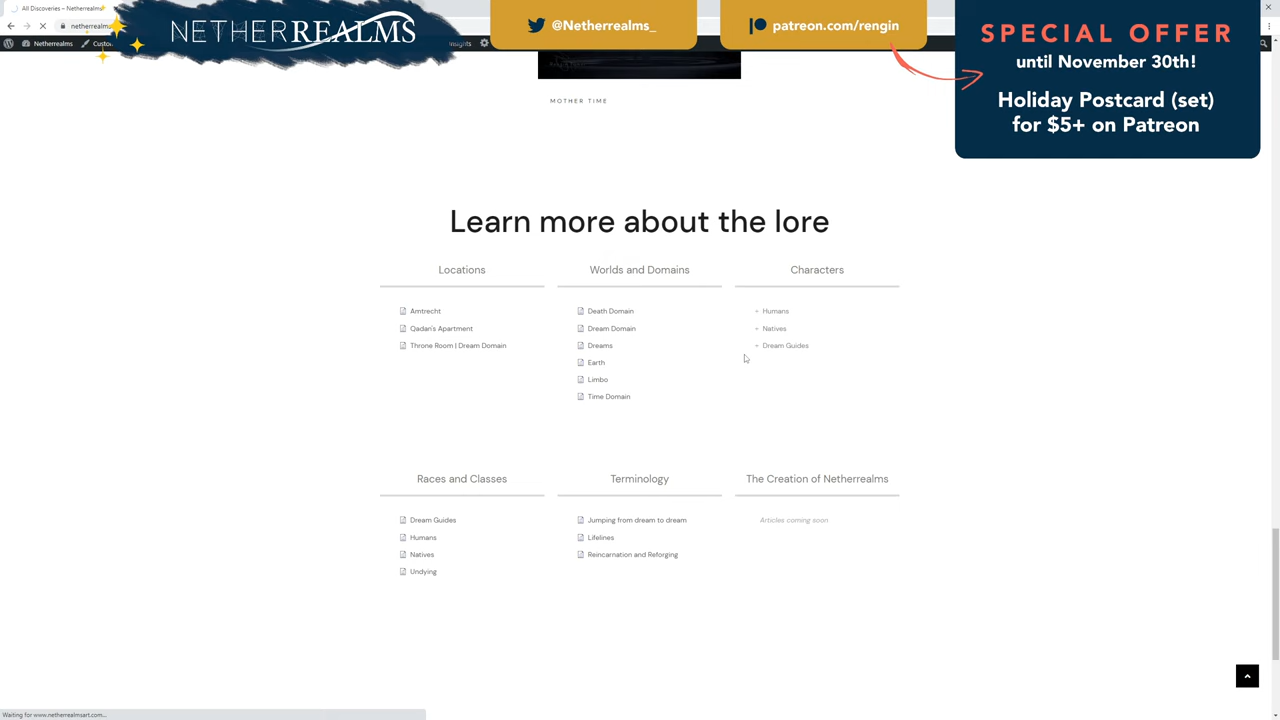 All Discoveries – Netherrealms
netherrealms
Netherrealms
Custo
Insights
NETHERREALMS
@Netherrealms_
patreon.com/rengin
SPECIAL OFFER
until November 30th!
Holiday Postcard (set)
for $5+ on Patreon
MOTHER TIME
Learn more about the lore
Locations
Amtrecht
Qadari's Apartment
Throne Room | Dream Domain
Worlds and Domains
Death Domain
Dream Domain
Dreams
Earth
Limbo
Time Domain
Characters
Humans
Natives
Dream Guides
Races and Classes
Dream Guides
Humans
Natives
Undying
Terminology
Jumping from dream to dream
Lifelines
Reincarnation and Reforging
The Creation of Netherrealms
Articles coming soon
Waiting for www.netherrealmsart.com...